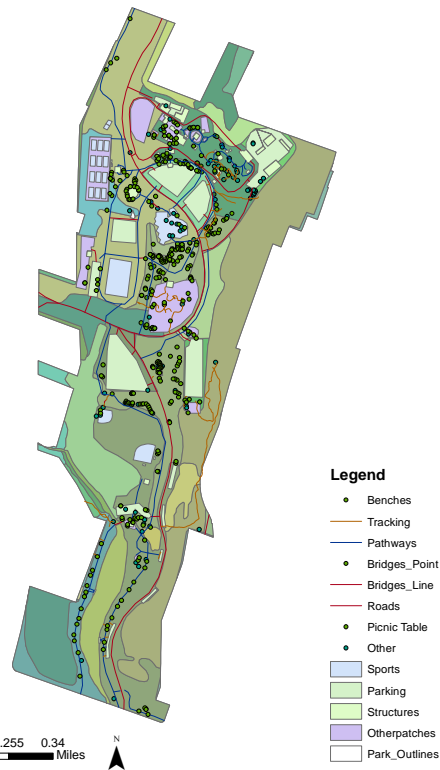 Legend
Benches
Tracking
Pathways
Bridges_Point
Bridges_Line
Roads
Picnic Table
Other
Sports
Parking
Structures
Otherpatches
Park_Outlines
.255 0.34
Miles
N